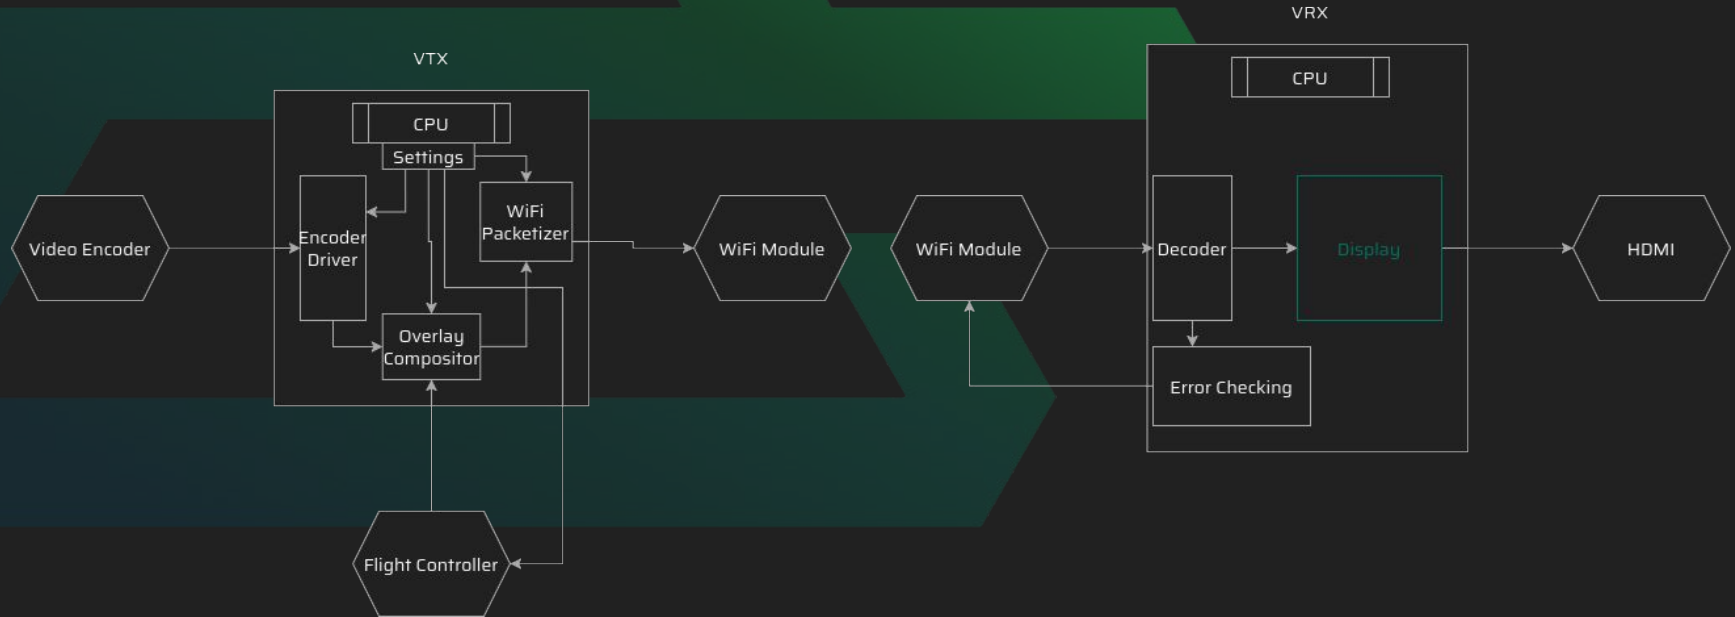 VTX
VRX
CPU
Settings
Encoder
Driver
WiFi
Packetizer
Overlay
Compositor
Video Encoder
WiFi Module
WiFi Module
CPU
Decoder
Display
Error Checking
HDMI
Flight Controller